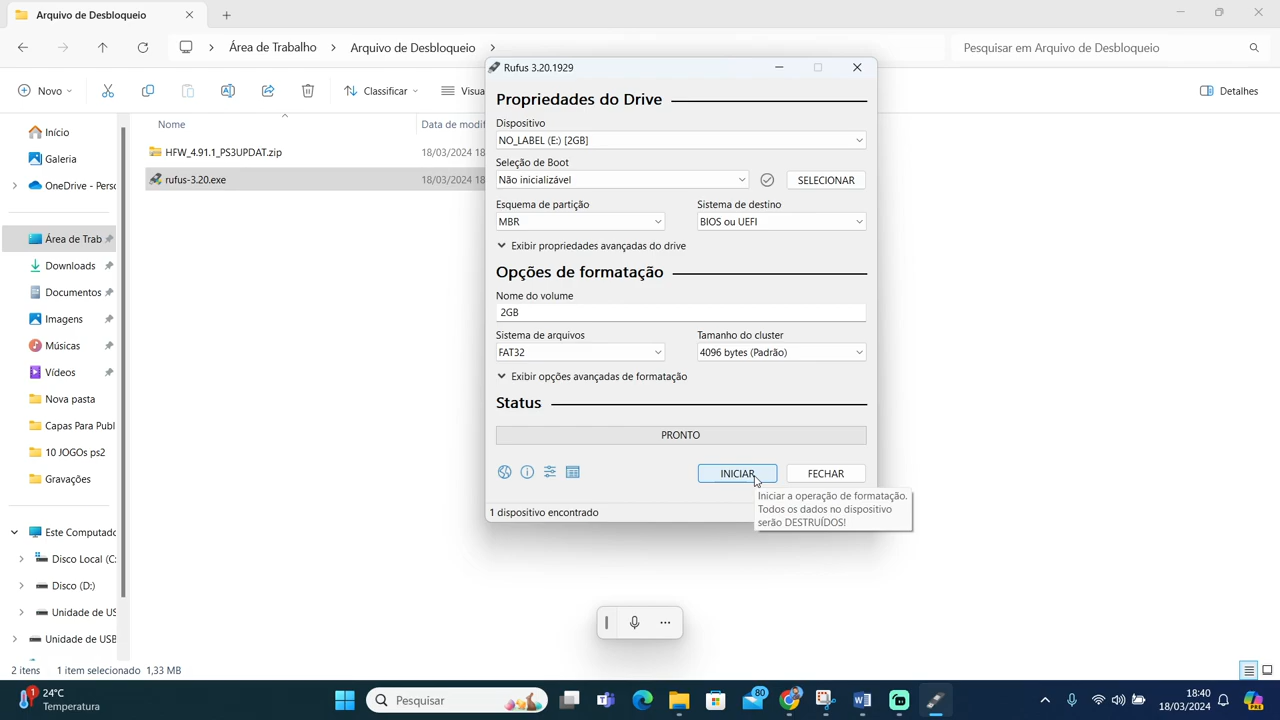 Arquivo de Desbloqueio
Área de Trabalho
Arquivo de Desbloqueio
Pesquisar em Arquivo de Desbloqueio
Novo
Classificar
Visua
Detalhes
Rufus 3.20.1929
Propriedades do Drive
Dispositivo
NO_LABEL (E:) [2GB]
Seleção de Boot
Não inicializável
SELECIONAR
Esquema de partição
Sistema de destino
MBR
BIOS ou UEFI
Exibir propriedades avançadas do drive
Opções de formatação
Nome do volume
2GB
Sistema de arquivos
Tamanho do cluster
FAT32
4096 bytes (Padrão)
Exibir opções avançadas de formatação
Status
PRONTO
INICIAR
FECHAR
Iniciar a operação de formatação.
Todos os dados no dispositivo
serão DESTRUÍDOS!
1 dispositivo encontrado
Nome
Data de modif
HFW_4.91.1_PS3UPDAT.zip
18/03/2024 18
rufus-3.20.exe
18/03/2024 18
Início
Galeria
OneDrive - Pers
Área de Trab
Downloads
Documentos
Imagens
Músicas
Vídeos
Nova pasta
Capas Para Publ
10 JOGOs ps2
Gravações
Este Computad
Disco Local (C:
Disco (D:)
Unidade de US
Unidade de USB
2 itens
1 item selecionado 1,33 MB
1
24°C
Temperatura
Pesquisar
80
18:40
18/03/2024